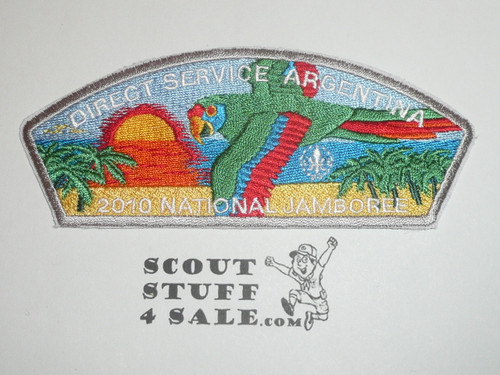 DIRECT SERVICE ARGENTINA
2010 NATIONAL JAMBOREE
SCOUT
STUFF
4 SALE.COM